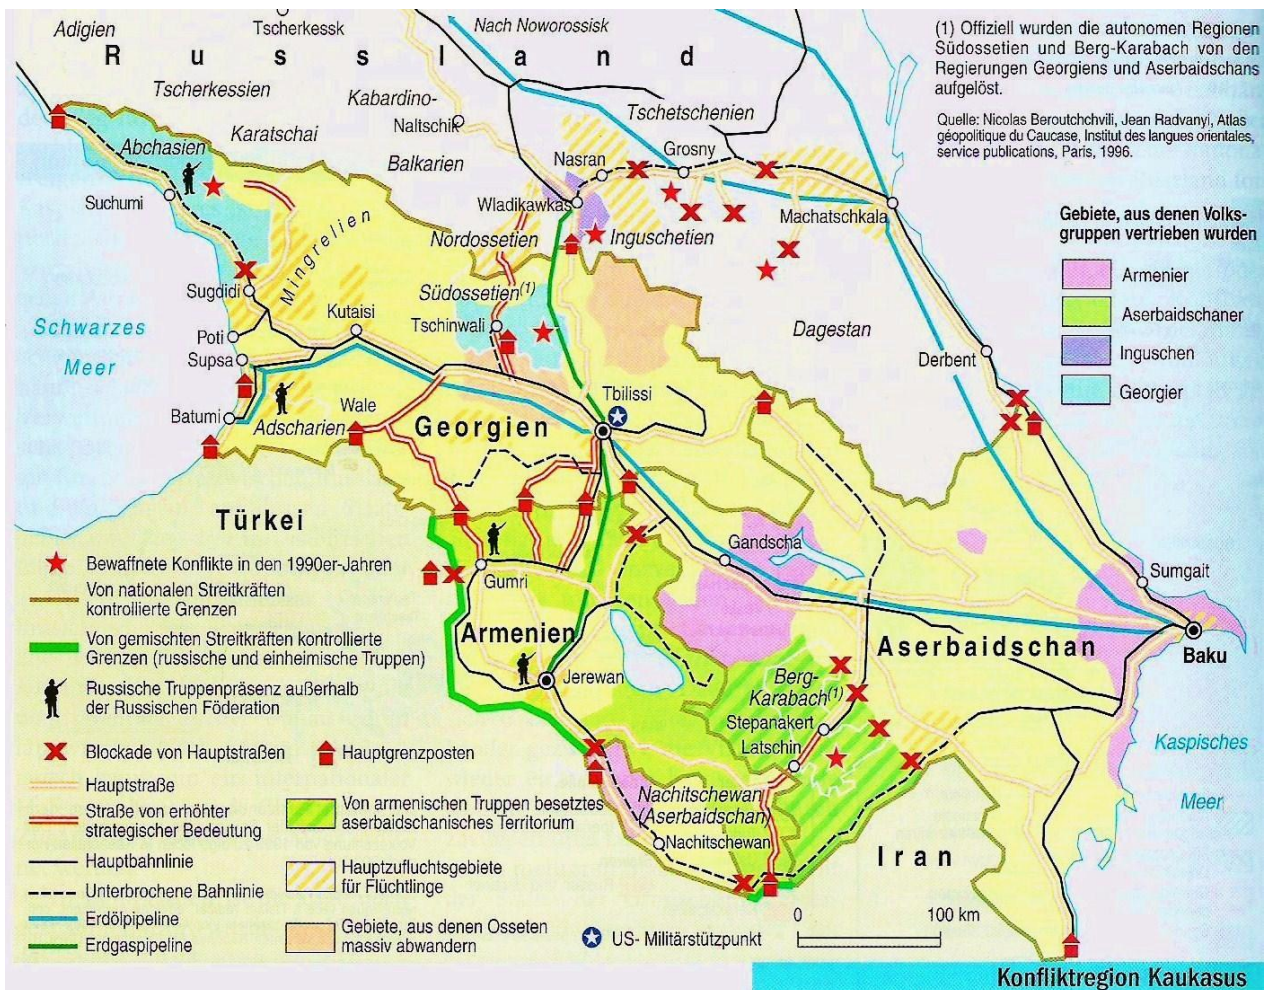 Adigien
Tscherkessk
Nach Noworossisk
R u s s l a n d
Tscherkessien
Kabardino-
Naltschik
Balkarien
Karatschai
Tschetschenien
Abchasien
Suchumi
Nasran
Grosny
Wladikawkas
Machatschkala
Nordossetien
Inguschetien
Mingrelien
Sugdidi
Südossetien(1)
Tschinwali
Dagestan
Schwarzes
Meer
Poti
Kutaisi
Supsa
Derbent
Batumi
Adscharien
Wale
Tbilissi
Georgien
Türkei
Gandscha
Gumri
Sumgait
Armenien
Jerewan
Aserbaidschan
Baku
Berg-
Karabach(1)
Stepanakert
Latschin
Nachitschewan
(Aserbaidschan)
Nachitschewan
Iran
Kaspisches
Meer
(1) Offiziell wurden die autonomen Regionen
Südossetien und Berg-Karabach von den
Regierungen Georgiens und Aserbaidschans
aufgelöst.
Quelle: Nicolas Beroutchchvili, Jean Radvanyi, Atlas
géopolitique du Caucase, Institut des langues orientales,
service publications, Paris, 1996.
Gebiete, aus denen Volks-
gruppen vertrieben wurden
Armenier
Aserbaidschaner
Inguschen
Georgier
Bewaffnete Konflikte in den 1990er-Jahren
Von nationalen Streitkräften
kontrollierte Grenzen
Von gemischten Streitkräften kontrollierte
Grenzen (russische und einheimische Truppen)
Russische Truppenpräsenz außerhalb
der Russischen Föderation
Blockade von Hauptstraßen
Hauptstraße
Straße von erhöhter
strategischer Bedeutung
Hauptbahnlinie
Unterbrochene Bahnlinie
Erdölpipeline
Erdgaspipeline
Hauptgrenzposten
Von armenischen Truppen besetztes
aserbaidschanisches Territorium
Hauptzufluchtsgebiete
für Flüchtlinge
Gebiete, aus denen Osseten
massiv abwandern
US- Militärstützpunkt
0 100 km
Konfliktregion Kaukasus